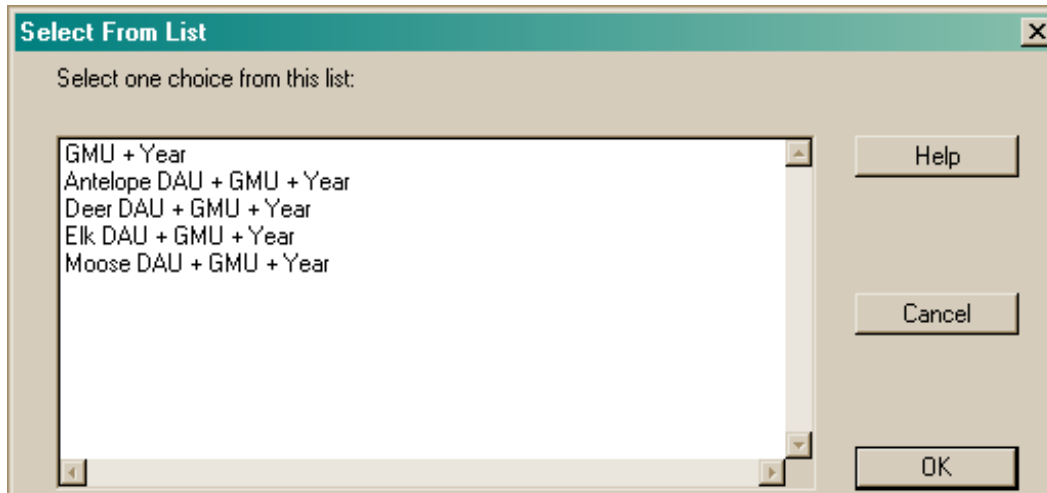 Select From List
Select one choice from this list:
GMU + Year
Antelope DAU + GMU + Year
Deer DAU + GMU + Year
Elk DAU + GMU + Year
Moose DAU + GMU + Year
Help
Cancel
OK